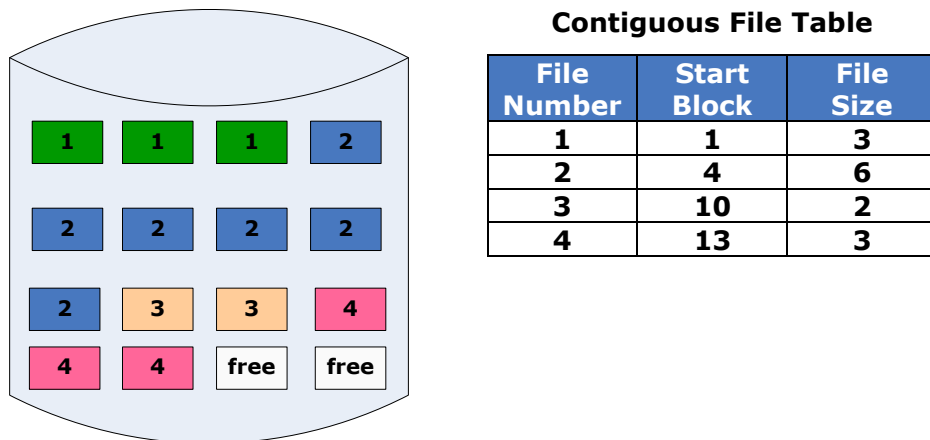 Contiguous File Table
File Number Start Block File Size
1 1 3
2 4 6
3 10 2
4 13 3
1 1 1 2
2 2 2 2
2 3 3 4
4 4 free free